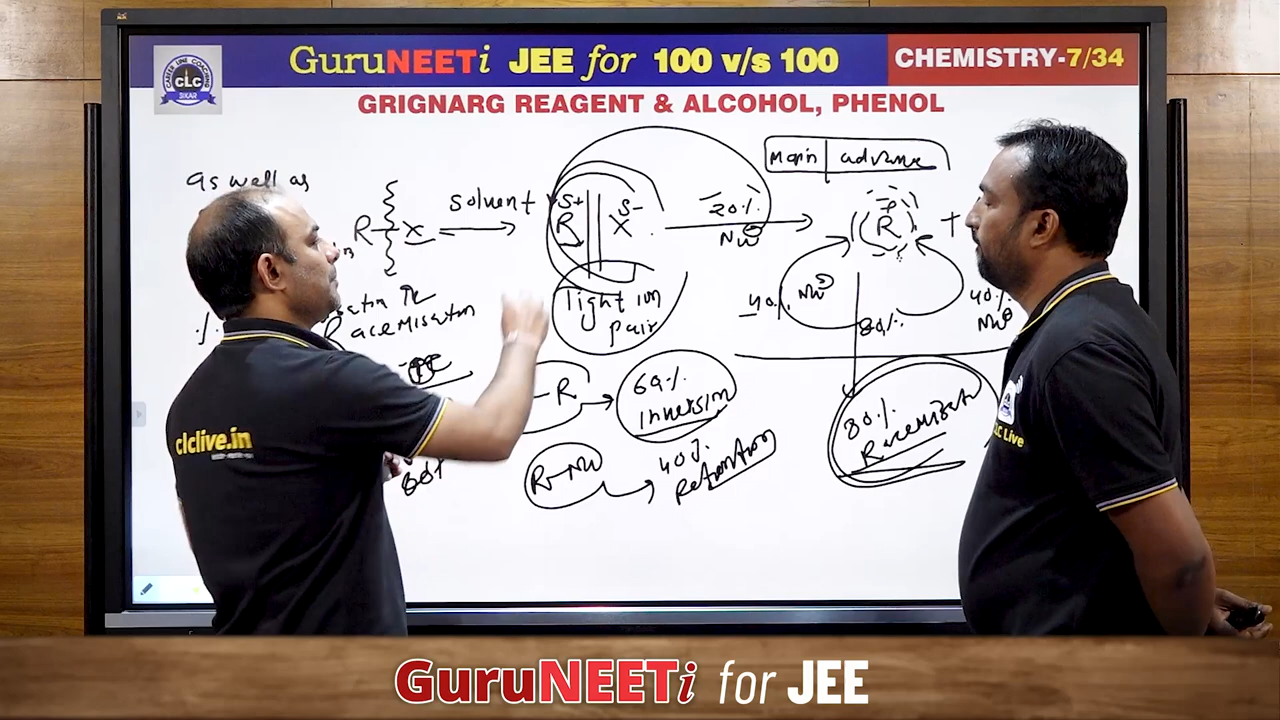 GuruNEETi JEE for 100 v/s 100
CHEMISTRY-7/34
CLC
SIKAR
GRIGNARG REAGENT & ALCOHOL, PHENOL
Main | advance
as well as
R-X
solvent
δ+
R
δ-
X
20%
Nu
R
+
tight ion
pair
40%
Nu
80%
40%
Nu
Racemisation
-R
60%
inversion
R-Nu
40%
Retention
80%
Racemisation
clclive.in
CLC Live
GuruNEETi for JEE